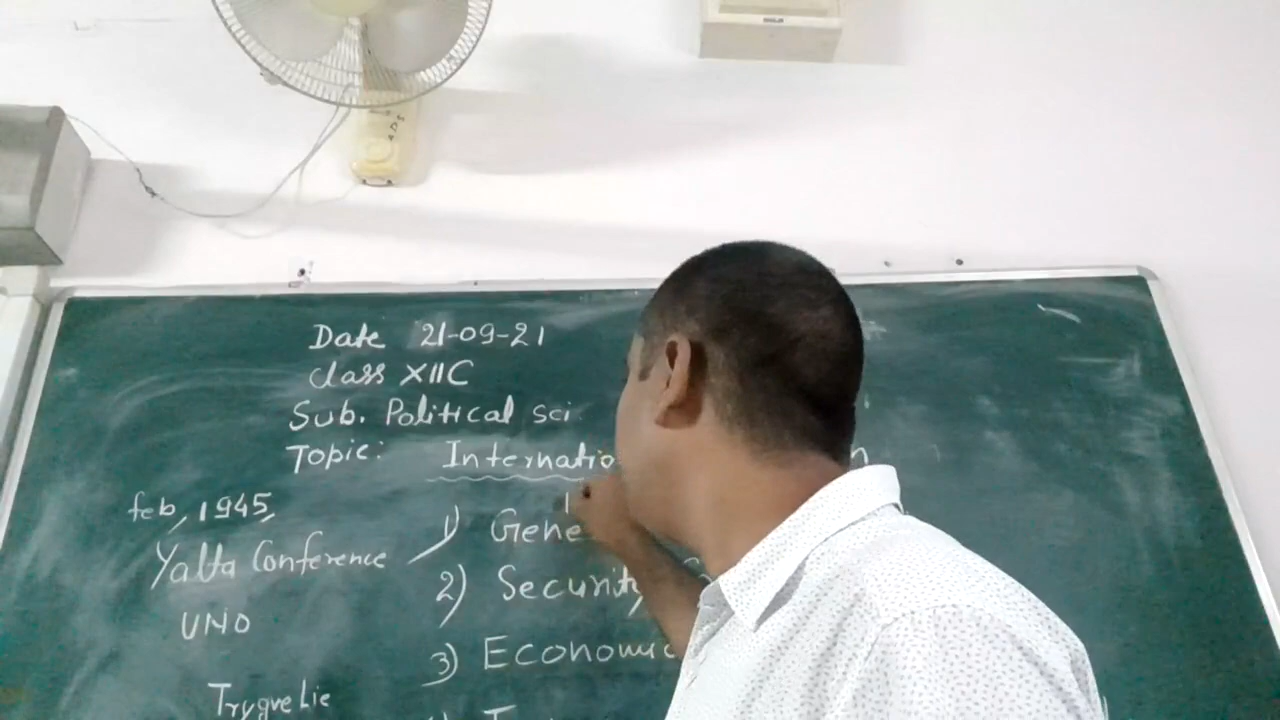 Date 21-09-21
Class XIIC
Sub. Political sci.
Topic: Internatio n
feb, 1945,
Yalta Conference
UNO
Trygve Lie
1) Gene
2) Security
3) Economic